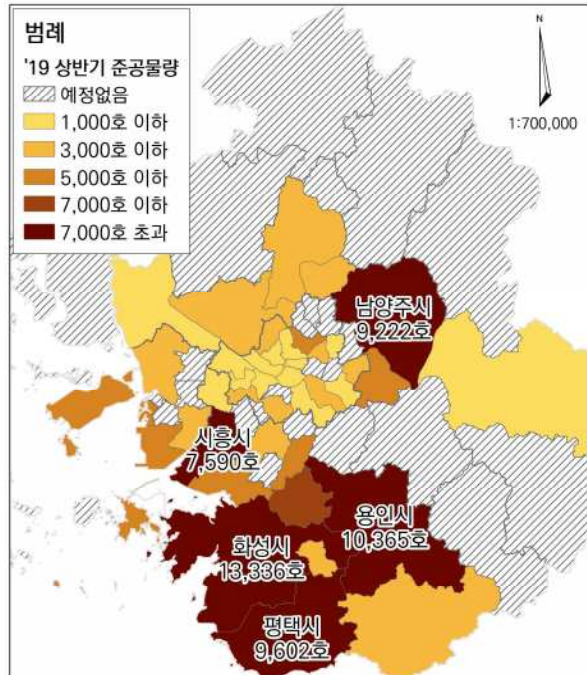 범례
'19 상반기 준공물량
예정없음
1,000호 이하
3,000호 이하
5,000호 이하
7,000호 이하
7,000호 초과
N
1:700,000
남양주시
9,222호
시흥시
7,590호
용인시
10,365호
화성시
13,336호
평택시
9,602호